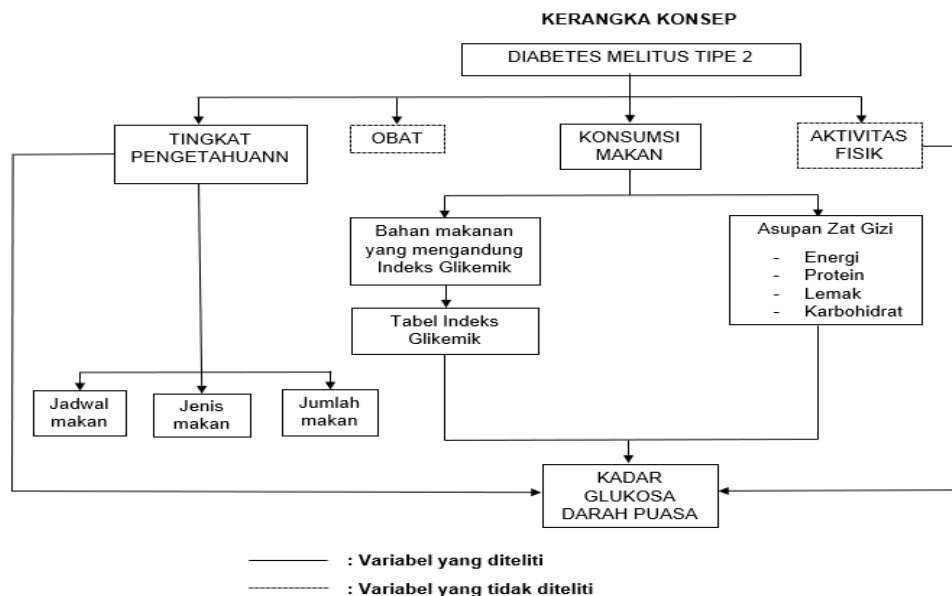 KERANGKA KONSEP
DIABETES MELITUS TIPE 2
TINGKAT
PENGETAHUANN
OBAT
KONSUMSI
MAKAN
AKTIVITAS
FISIK
Bahan makanan
yang mengandung
Indeks Glikemik
Asupan Zat Gizi
- Energi
- Protein
- Lemak
- Karbohidrat
Tabel Indeks
Glikemik
Jadwal
makan
Jenis
makan
Jumlah
makan
KADAR
GLUKOSA
DARAH PUASA
: Variabel yang diteliti
: Variabel yang tidak diteliti